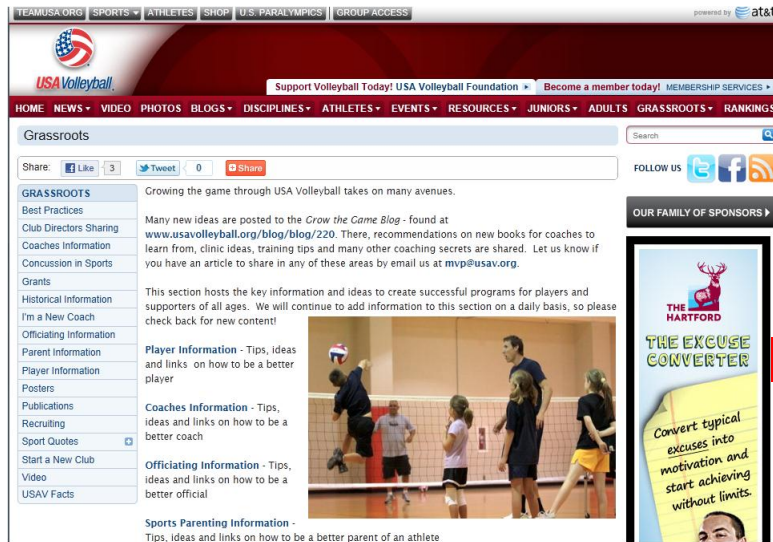 TEAMUSA.ORG SPORTS ATHLETES SHOP U.S. PARALYMPICS GROUP ACCESS powered by at&t
USA Volleyball
Support Volleyball Today! USA Volleyball Foundation Become a member today! MEMBERSHIP SERVICES
HOME NEWS VIDEO PHOTOS BLOGS DISCIPLINES ATHLETES EVENTS RESOURCES JUNIORS ADULTS GRASSROOTS RANKINGS
Grassroots
Search
Share: Like 3 Tweet 0 Share
FOLLOW US
GRASSROOTS
Best Practices
Club Directors Sharing
Coaches Information
Concussion in Sports
Grants
Historical Information
I'm a New Coach
Officiating Information
Parent Information
Player Information
Posters
Publications
Recruiting
Sport Quotes
Start a New Club
Video
USAV Facts
Growing the game through USA Volleyball takes on many avenues.
Many new ideas are posted to the Grow the Game Blog - found at
www.usavolleyball.org/blog/blog/220. There, recommendations on new books for coaches to
learn from, clinic ideas, training tips and many other coaching secrets are shared. Let us know if
you have an article to share in any of these areas by email us at mvp@usav.org.
This section hosts the key information and ideas to create successful programs for players and
supporters of all ages. We will continue to add information to this section on a daily basis, so please
check back for new content!
Player Information - Tips, ideas
and links on how to be a better
player
Coaches Information - Tips,
ideas and links on how to be a
better coach
Officiating Information - Tips,
ideas and links on how to be a
better official
Sports Parenting Information -
Tips, ideas and links on how to be a better parent of an athlete
OUR FAMILY OF SPONSORS
THE
HARTFORD
THE EXCUSE
CONVERTER
Convert typical
excuses into
motivation and
start achieving
without limits.